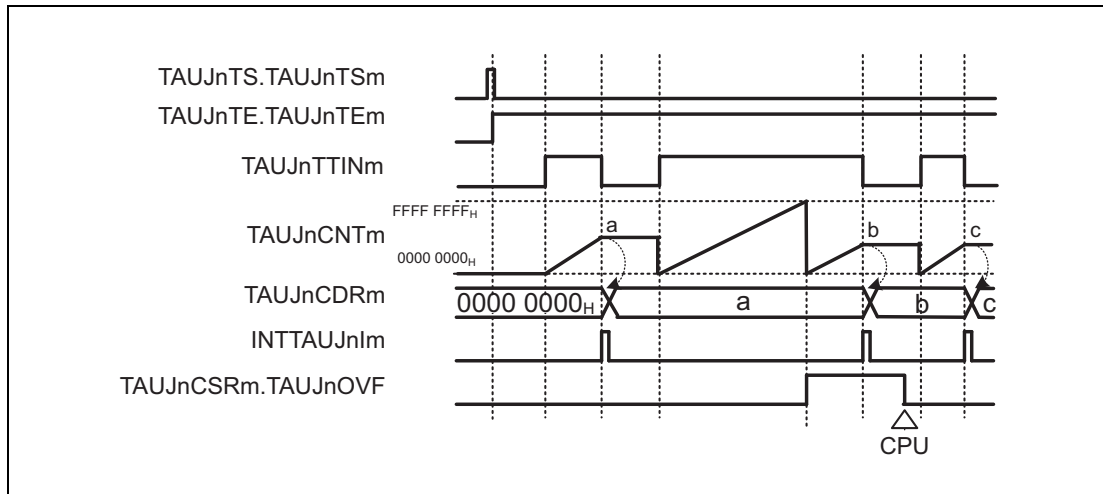 TAUJnTS.TAUJnTSm
TAUJnTE.TAUJnTEm
TAUJnTTINm
FFFF FFFFH
TAUJnCNTm
0000 0000H
a
b
c
TAUJnCDRm
0000 0000H
a
b
c
INTTAUJnIm
TAUJnCSRm.TAUJnOVF
CPU